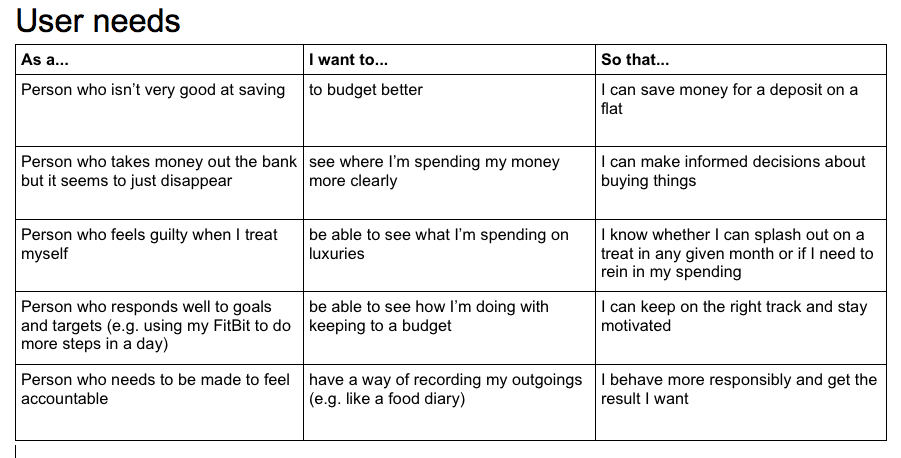 User needs
As a...
I want to...
So that...
Person who isn't very good at saving
to budget better
I can save money for a deposit on a
flat
Person who takes money out the bank
but it seems to just disappear
see where I'm spending my money
more clearly
I can make informed decisions about
buying things
Person who feels guilty when I treat
myself
be able to see what I'm spending on
luxuries
I know whether I can splash out on a
treat in any given month or if I need to
rein in my spending
Person who responds well to goals
and targets (e.g. using my FitBit to do
more steps in a day)
be able to see how I'm doing with
keeping to a budget
I can keep on the right track and stay
motivated
Person who needs to be made to feel
accountable
have a way of recording my outgoings
(e.g. like a food diary)
I behave more responsibly and get the
result I want